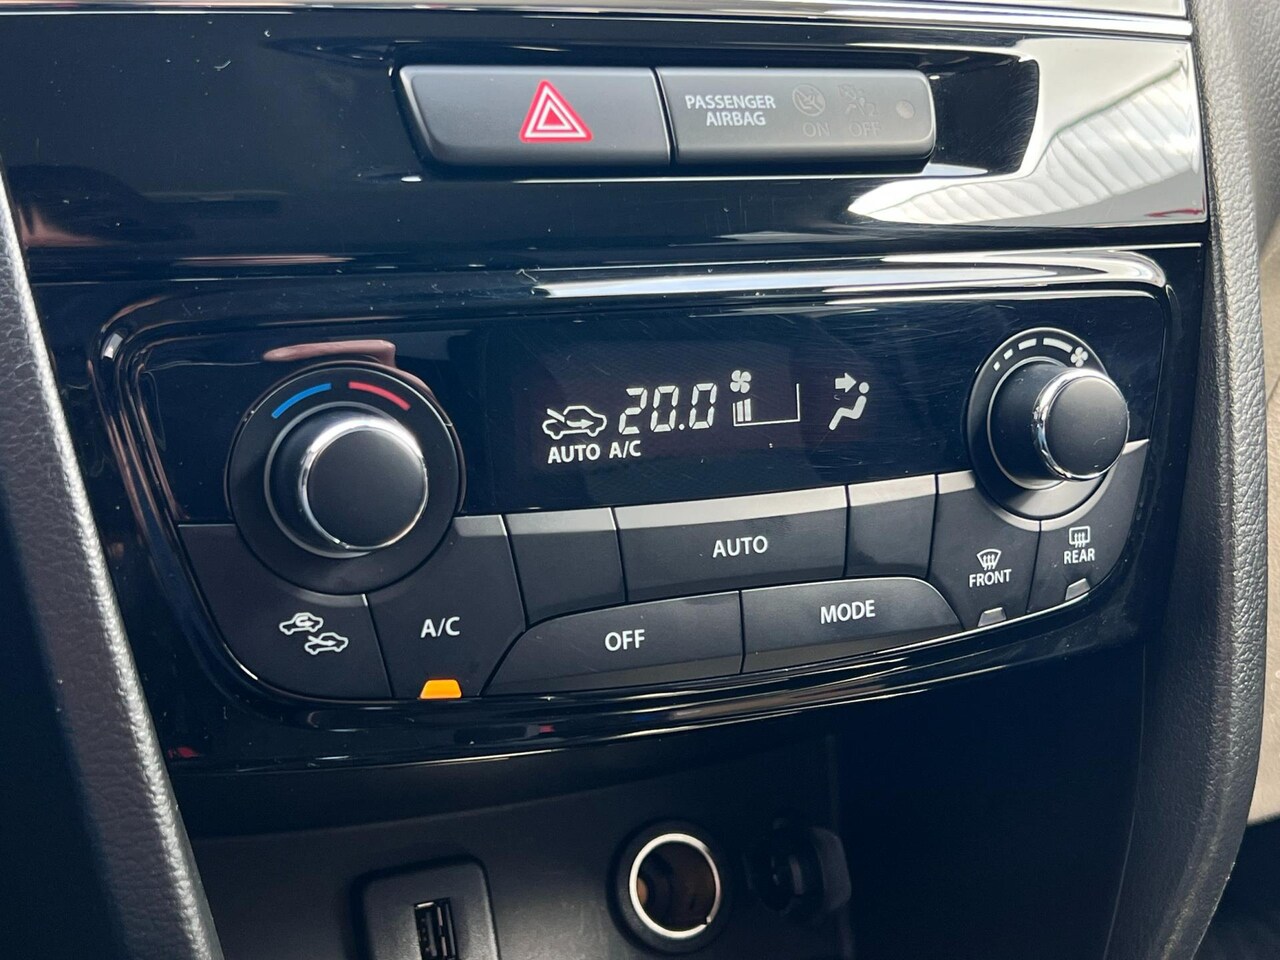 PASSENGER
AIRBAG
ON OFF
20.0
AUTO A/C
AUTO
A/C
OFF
MODE
FRONT
REAR